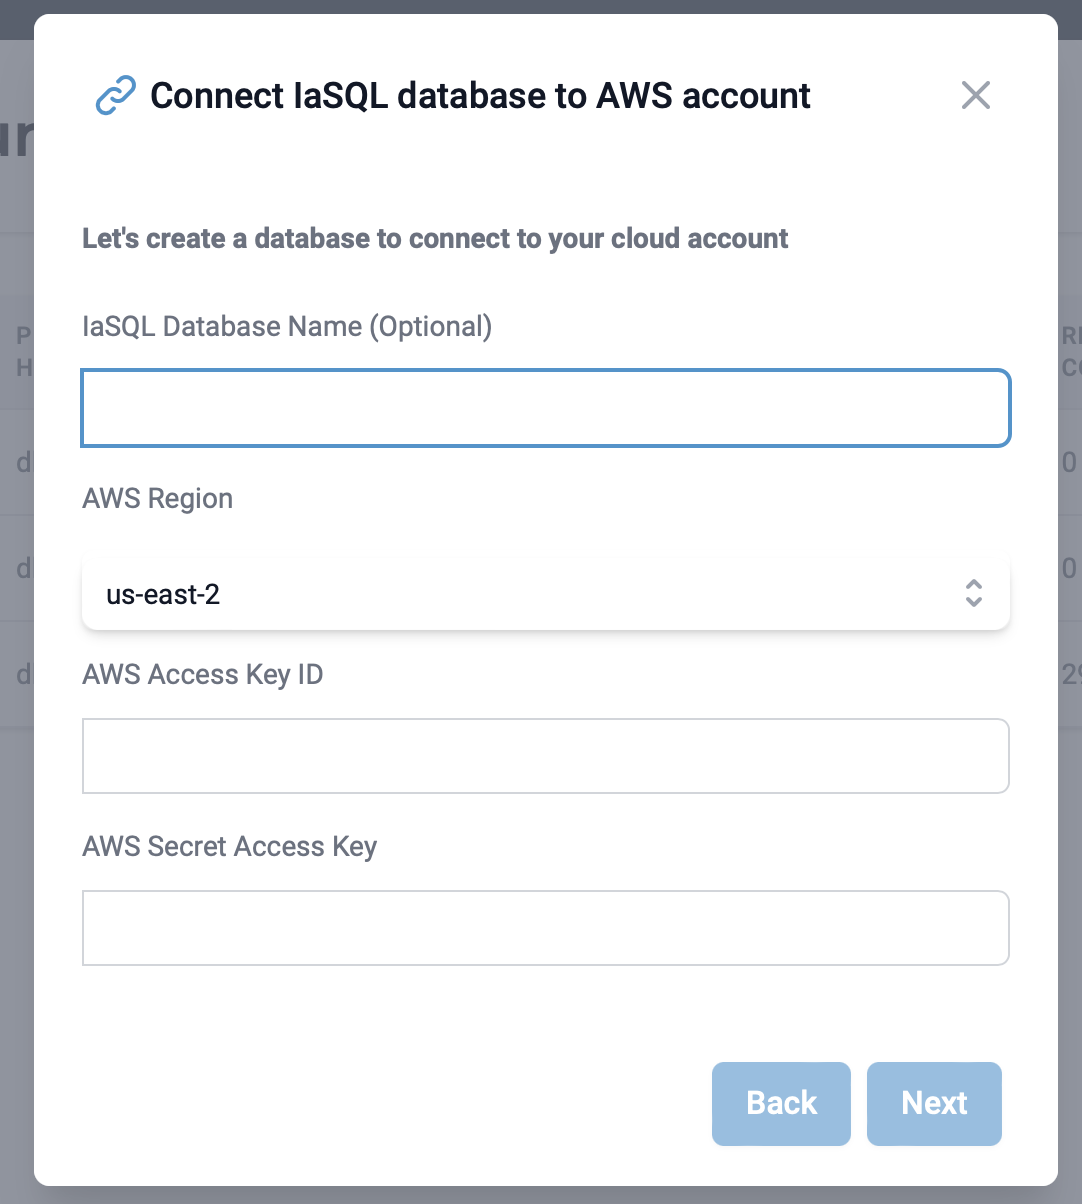 Connect IaSQL database to AWS account
Let's create a database to connect to your cloud account
IaSQL Database Name (Optional)
AWS Region
us-east-2
AWS Access Key ID
AWS Secret Access Key
Back
Next